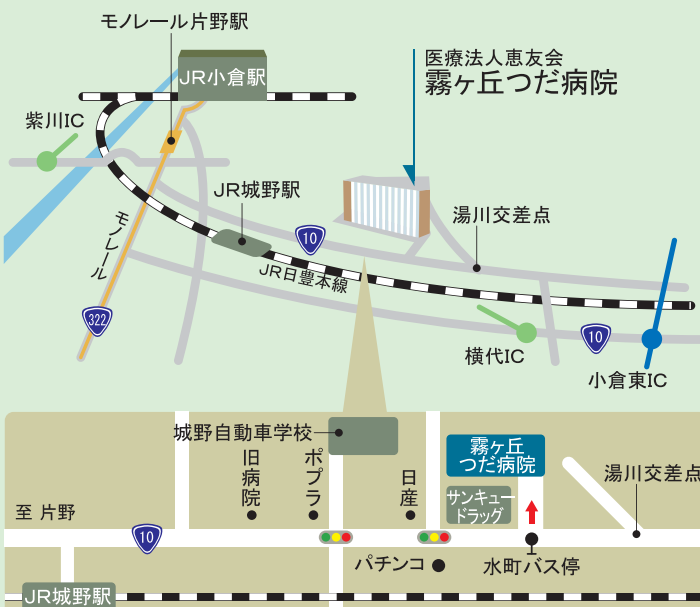 モノレール片野駅
JR小倉駅
医療法人恵友会
霧ヶ丘つだ病院
紫川IC
JR城野駅
湯川交差点
10
モノレール
JR日豊本線
322
横代IC
10
小倉東IC
城野自動車学校
旧病院
ポプラ
日産
霧ヶ丘
つだ病院
サンキュー
ドラッグ
湯川交差点
至 片野
10
パチンコ
水町バス停
JR城野駅